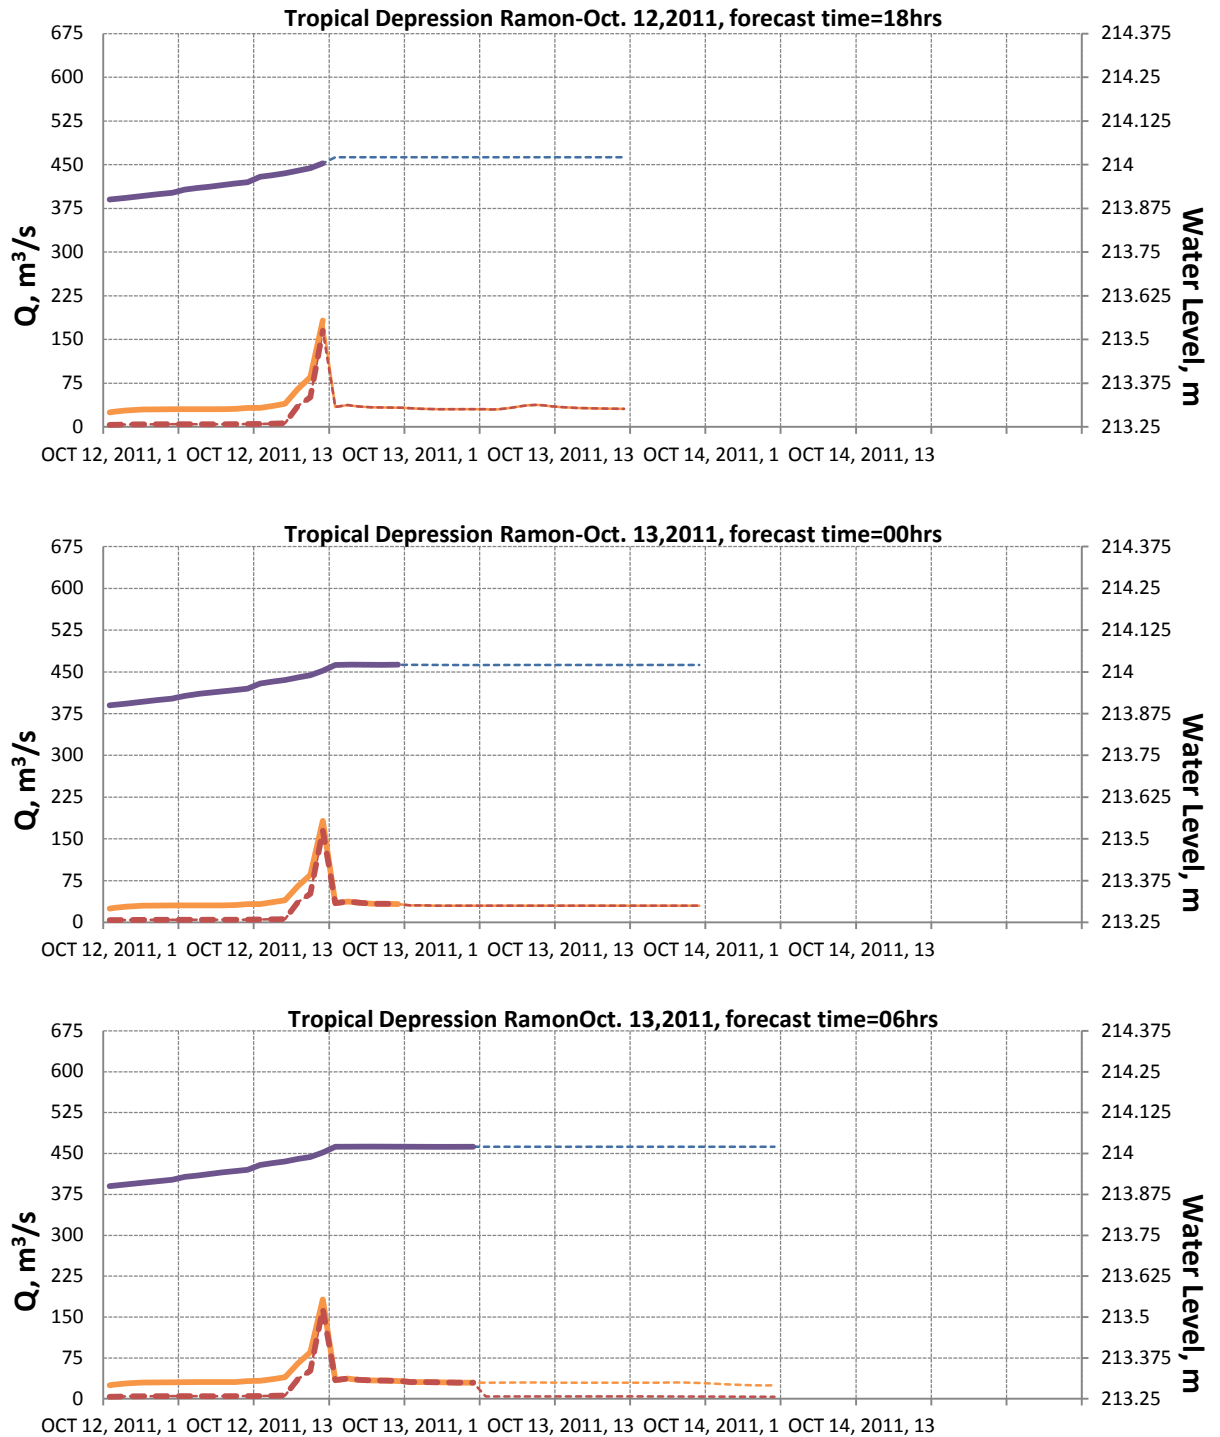 Tropical Depression Ramon-Oct. 12,2011, forecast time=18hrs
675 214.375
600 214.25
525 214.125
450 214
375 213.875
300 213.75
225 213.625
150 213.5
75 213.375
0 213.25
Q, m³/s
Water Level, m
OCT 12, 2011, 1 OCT 12, 2011, 13 OCT 13, 2011, 1 OCT 13, 2011, 13 OCT 14, 2011, 1 OCT 14, 2011, 13
Tropical Depression Ramon-Oct. 13,2011, forecast time=00hrs
675 214.375
600 214.25
525 214.125
450 214
375 213.875
300 213.75
225 213.625
150 213.5
75 213.375
0 213.25
Q, m³/s
Water Level, m
OCT 12, 2011, 1 OCT 12, 2011, 13 OCT 13, 2011, 1 OCT 13, 2011, 13 OCT 14, 2011, 1 OCT 14, 2011, 13
Tropical Depression RamonOct. 13,2011, forecast time=06hrs
675 214.375
600 214.25
525 214.125
450 214
375 213.875
300 213.75
225 213.625
150 213.5
75 213.375
0 213.25
Q, m³/s
Water Level, m
OCT 12, 2011, 1 OCT 12, 2011, 13 OCT 13, 2011, 1 OCT 13, 2011, 13 OCT 14, 2011, 1 OCT 14, 2011, 13